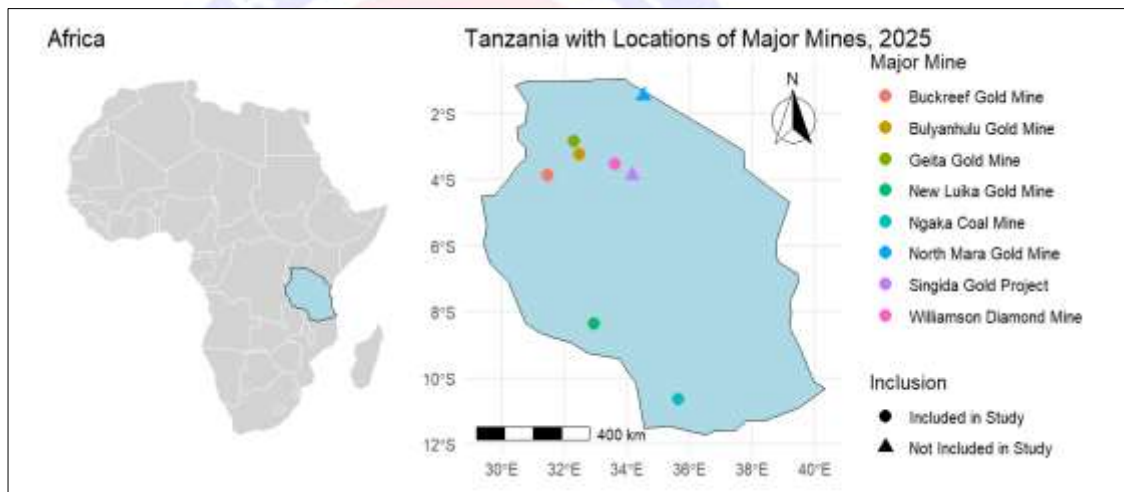 Africa
Tanzania with Locations of Major Mines, 2025
N
2°S
4°S
6°S
8°S
10°S
12°S
400 km
30°E 32°E 34°E 36°E 38°E 40°E
Major Mine
Buckreef Gold Mine
Bulyanhulu Gold Mine
Geita Gold Mine
New Luika Gold Mine
Ngaka Coal Mine
North Mara Gold Mine
Singida Gold Project
Williamson Diamond Mine
Inclusion
Included in Study
Not Included in Study